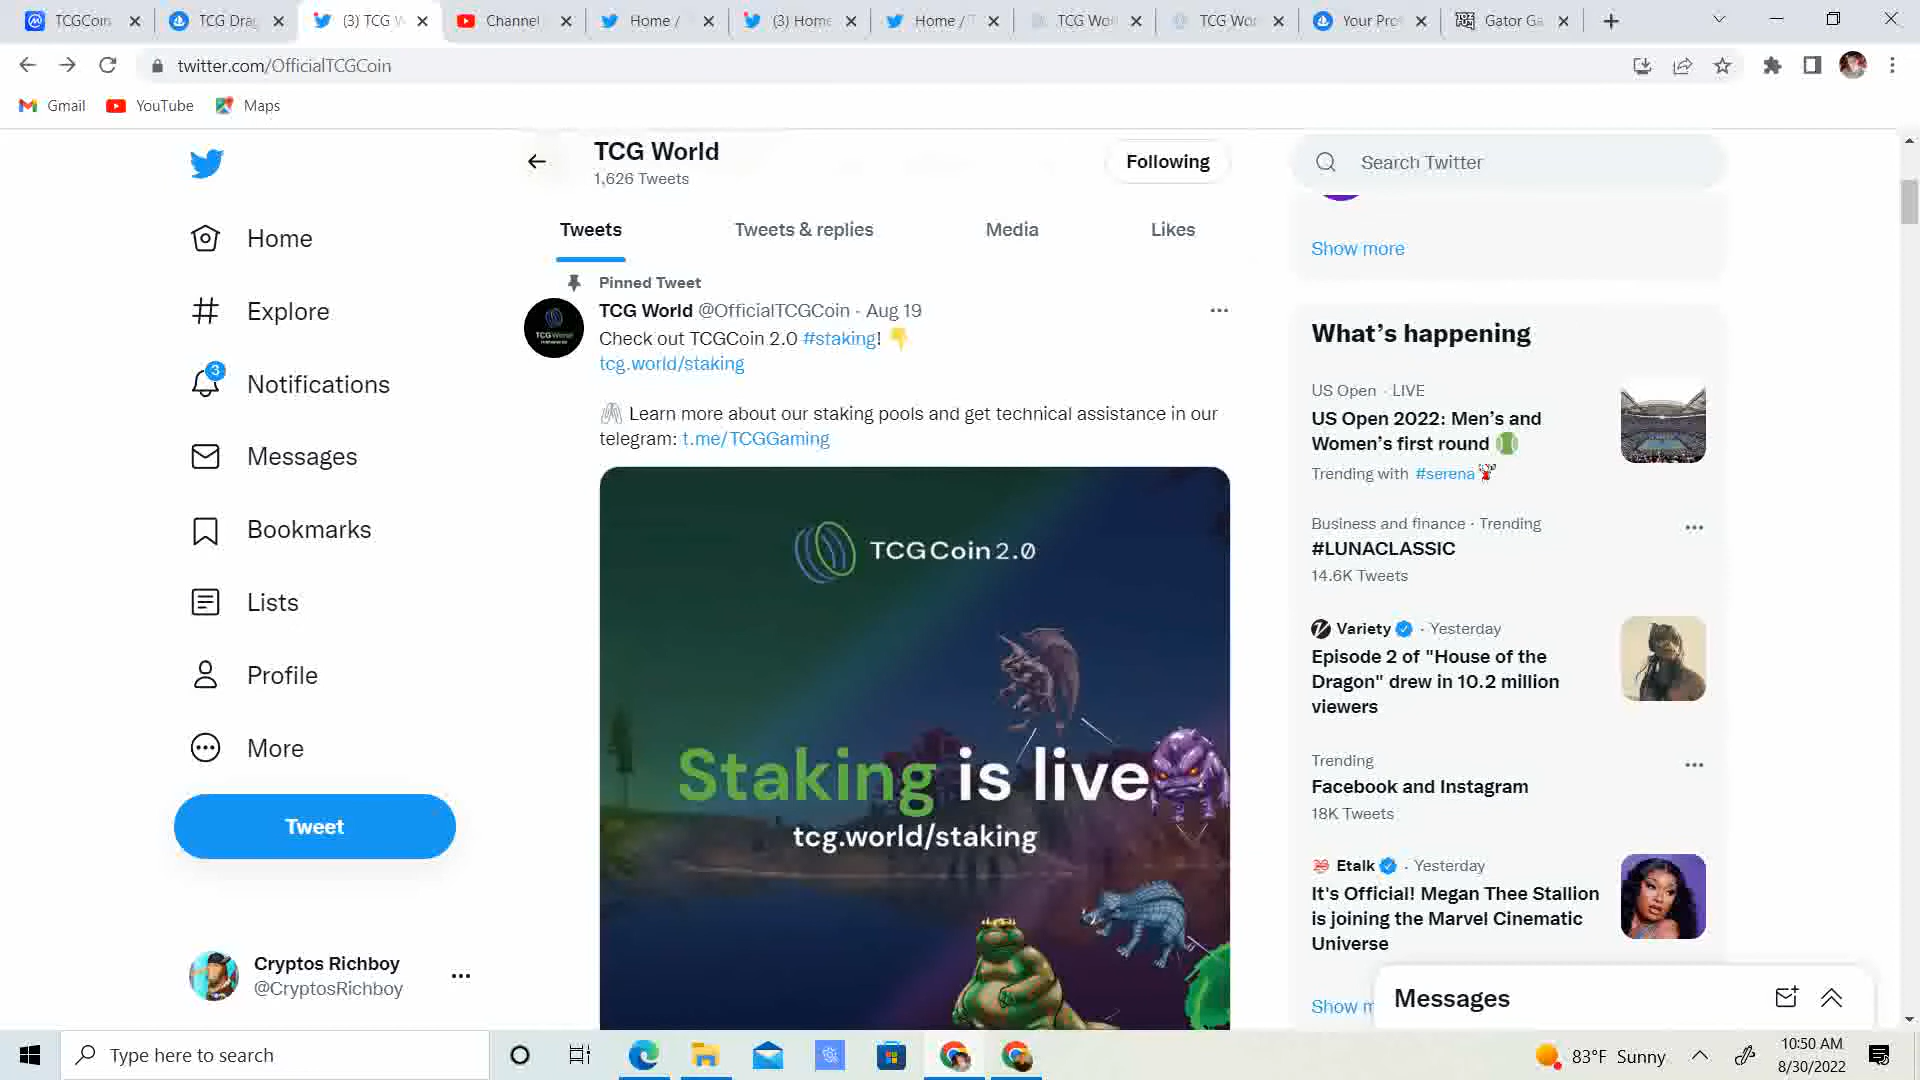 TCGCoin
TCG Drag
(3) TCG W
Channel
Home /
(3) Home
Home / T
TCG Wor
TCG Wor
Your Pro
Gator Ga
twitter.com/OfficialTCGCoin
Gmail
YouTube
Maps
TCG World
1,626 Tweets
Following
Search Twitter
Tweets
Tweets & replies
Media
Likes
Home
Explore
3
Notifications
Messages
Bookmarks
Lists
Profile
More
Tweet
Cryptos Richboy
@CryptosRichboy
Pinned Tweet
TCG World @OfficialTCGCoin · Aug 19
Check out TCGCoin 2.0 #staking! 👇
tcg.world/staking
Learn more about our staking pools and get technical assistance in our
telegram: t.me/TCGGaming
TCG World
TCGCoin2.0
Staking is live
tcg.world/staking
Show more
What's happening
US Open · LIVE
US Open 2022: Men's and
Women's first round
Trending with #serena
Business and finance · Trending
#LUNACLASSIC
14.6K Tweets
Variety · Yesterday
Episode 2 of "House of the
Dragon" drew in 10.2 million
viewers
Trending
Facebook and Instagram
18K Tweets
Etalk · Yesterday
It's Official! Megan Thee Stallion
is joining the Marvel Cinematic
Universe
Show m
Messages
Type here to search
83°F Sunny
10:50 AM
8/30/2022